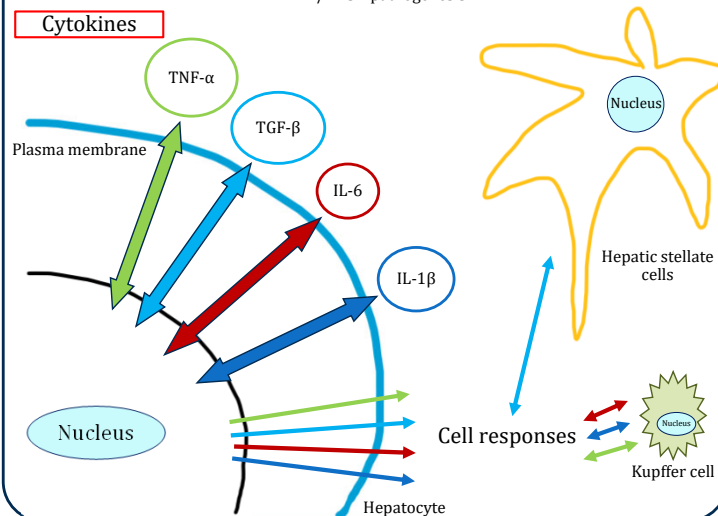 Cytokines
TNF-α
TGF-β
Plasma membrane
IL-6
IL-1β
Nucleus
Hepatic stellate
cells
Nucleus
Cell responses
Nucleus
Kupffer cell
Hepatocyte